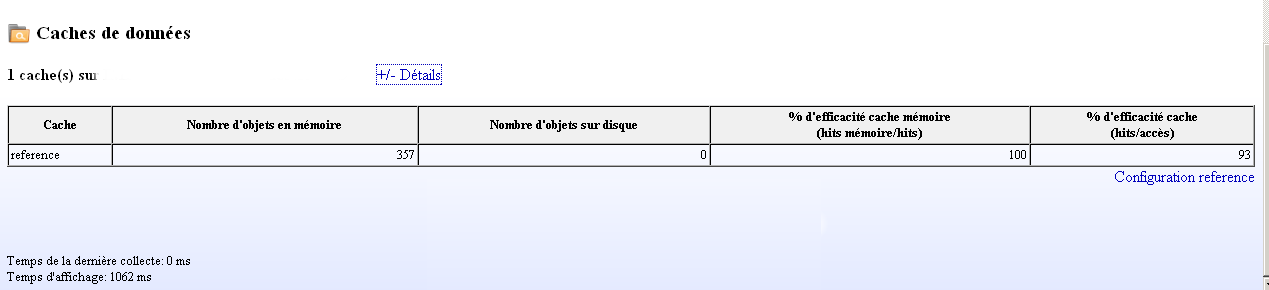 Caches de données
1 cache(s) sur
+/- Détails
Cache
Nombre d'objets en mémoire
Nombre d'objets sur disque
% d'efficacité cache mémoire
(hits mémoire/hits)
% d'efficacité cache
(hits/accès)
reference
357
0
100
93
Configuration reference
Temps de la dernière collecte: 0 ms
Temps d'affichage: 1062 ms